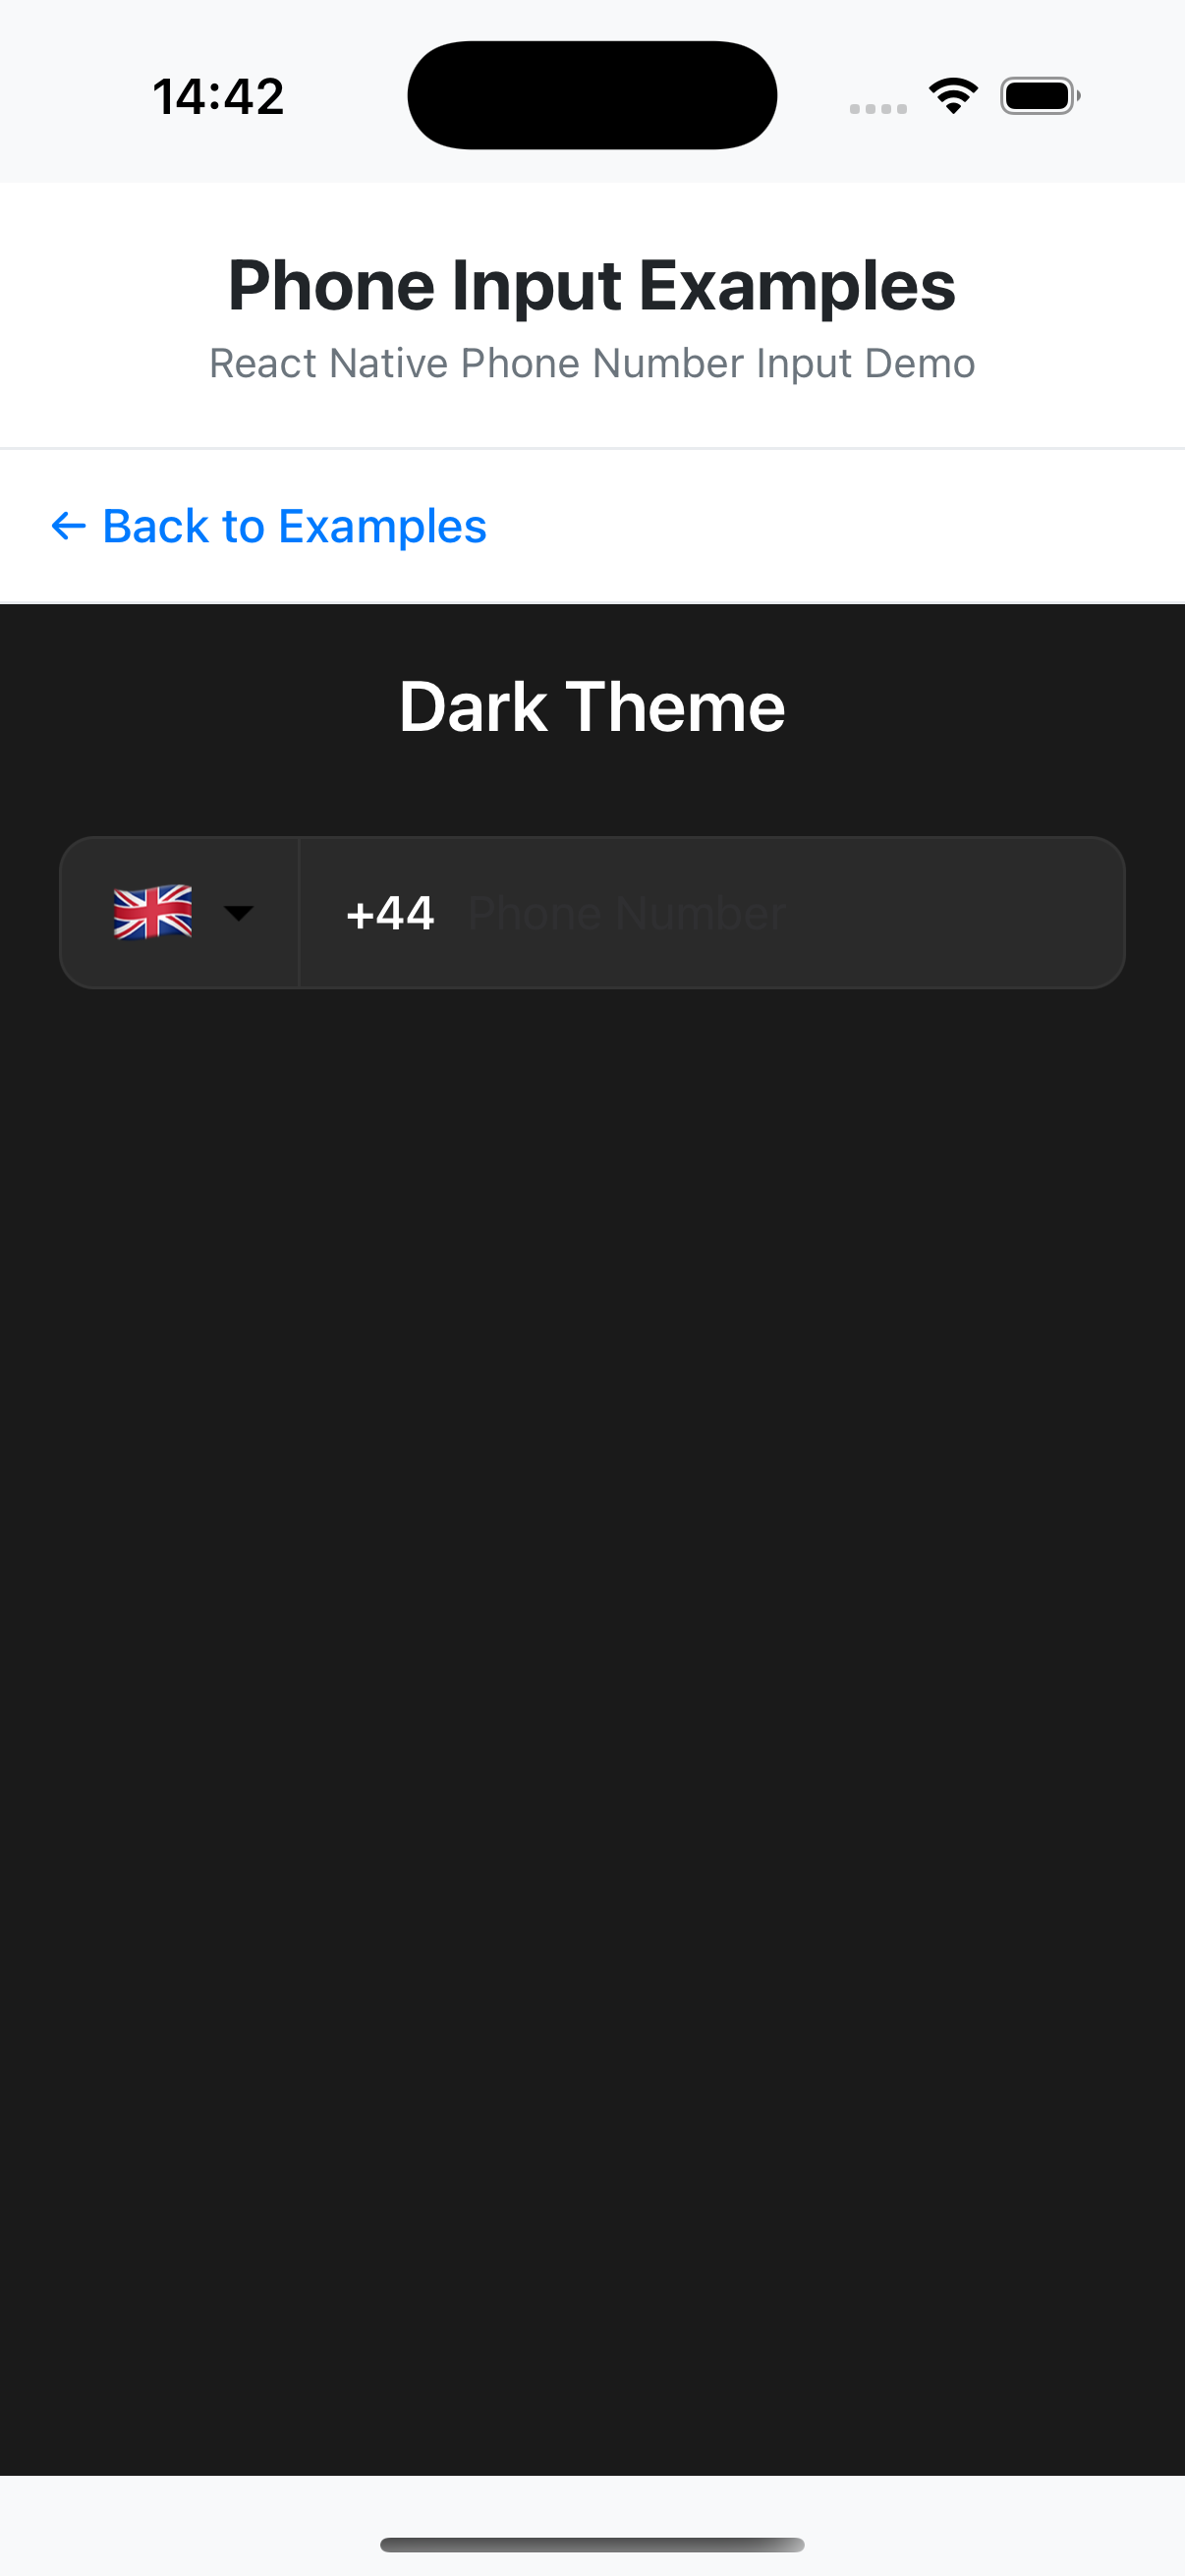 14:42
Phone Input Examples
React Native Phone Number Input Demo
← Back to Examples
Dark Theme
+44 Phone Number